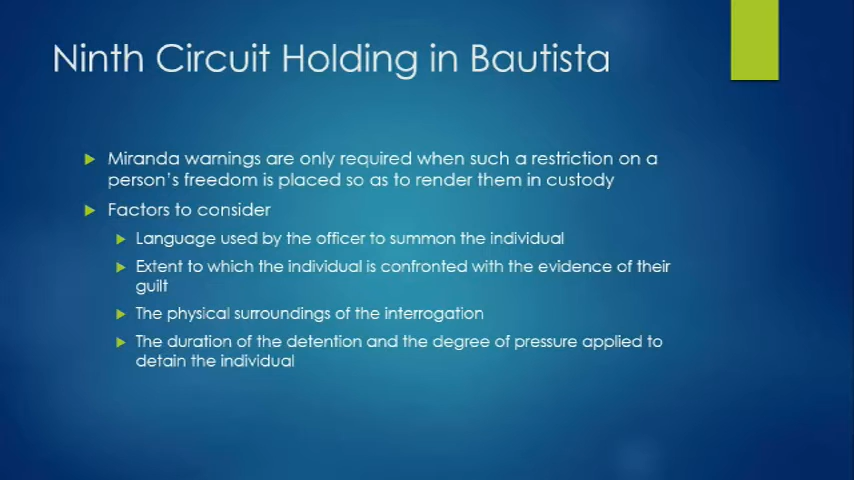 Ninth Circuit Holding in Bautista
Miranda warnings are only required when such a restriction on a
person's freedom is placed so as to render them in custody
Factors to consider
Language used by the officer to summon the individual
Extent to which the individual is confronted with the evidence of their
guilt
The physical surroundings of the interrogation
The duration of the detention and the degree of pressure applied to
detain the individual